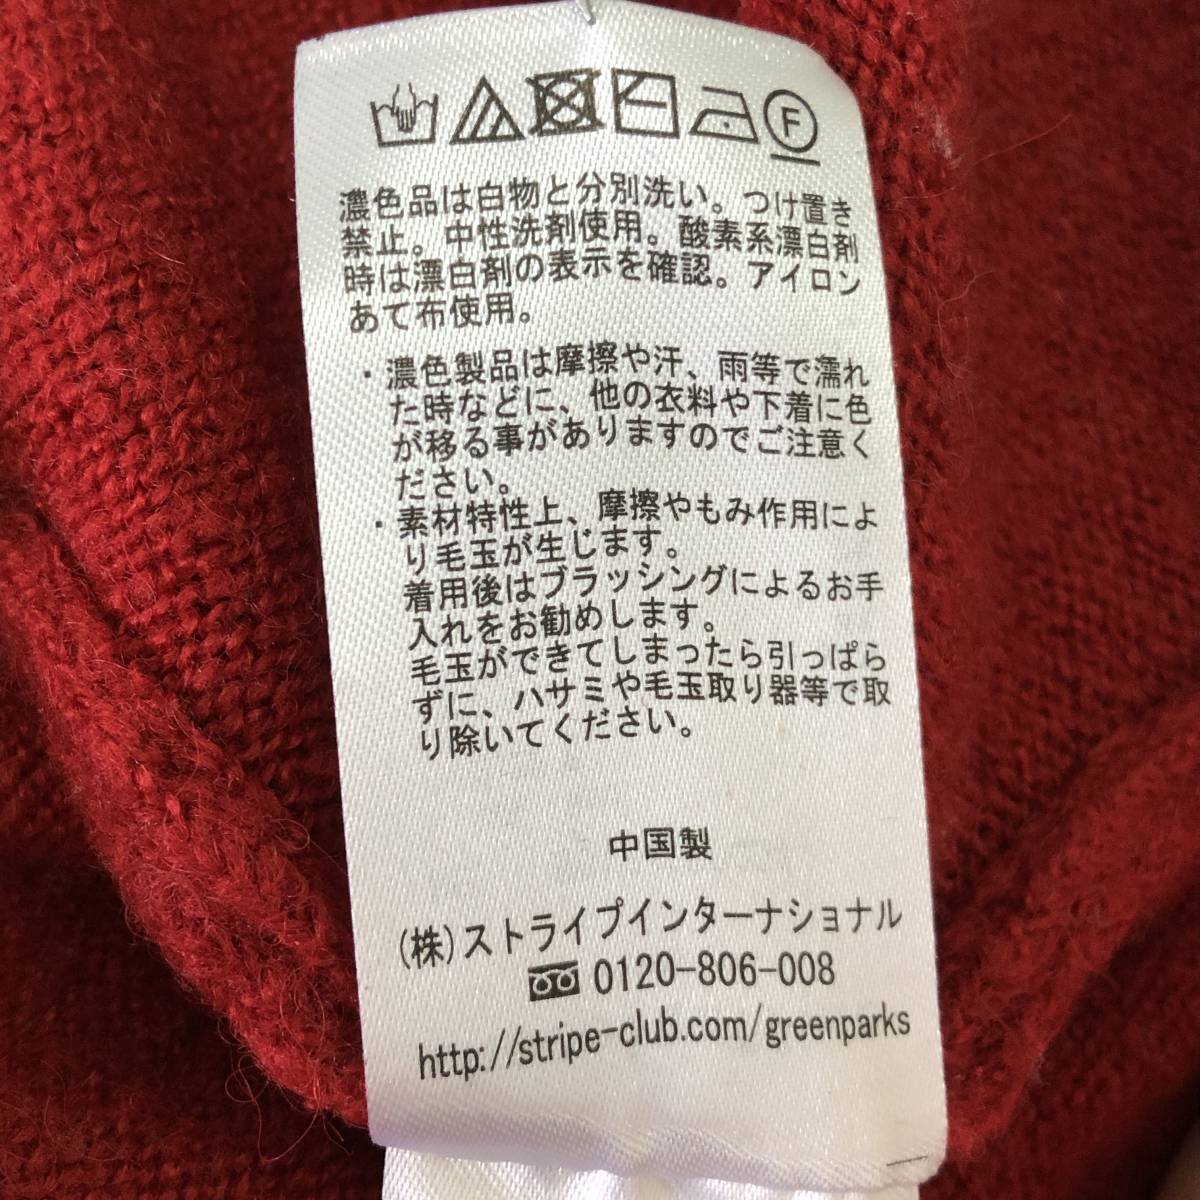 F
濃色品は白物と分別洗い。つけ置き
禁止。中性洗剤使用。酸素系漂白剤
時は漂白剤の表示を確認。アイロン
あて布使用。
・濃色製品は摩擦や汗、雨等で濡れ
た時などに、他の衣料や下着に色
が移る事がありますのでご注意く
ださい。
・素材特性上、摩擦やもみ作用によ
り毛玉が生じます。
着用後はブラッシングによるお手
入れをお勧めします。
毛玉ができてしまったら引っぱら
ずに、ハサミや毛玉取り器等で取
り除いてください。
中国製
(株)ストライプインターナショナル
0120-806-008
http://stripe-club.com/greenparks